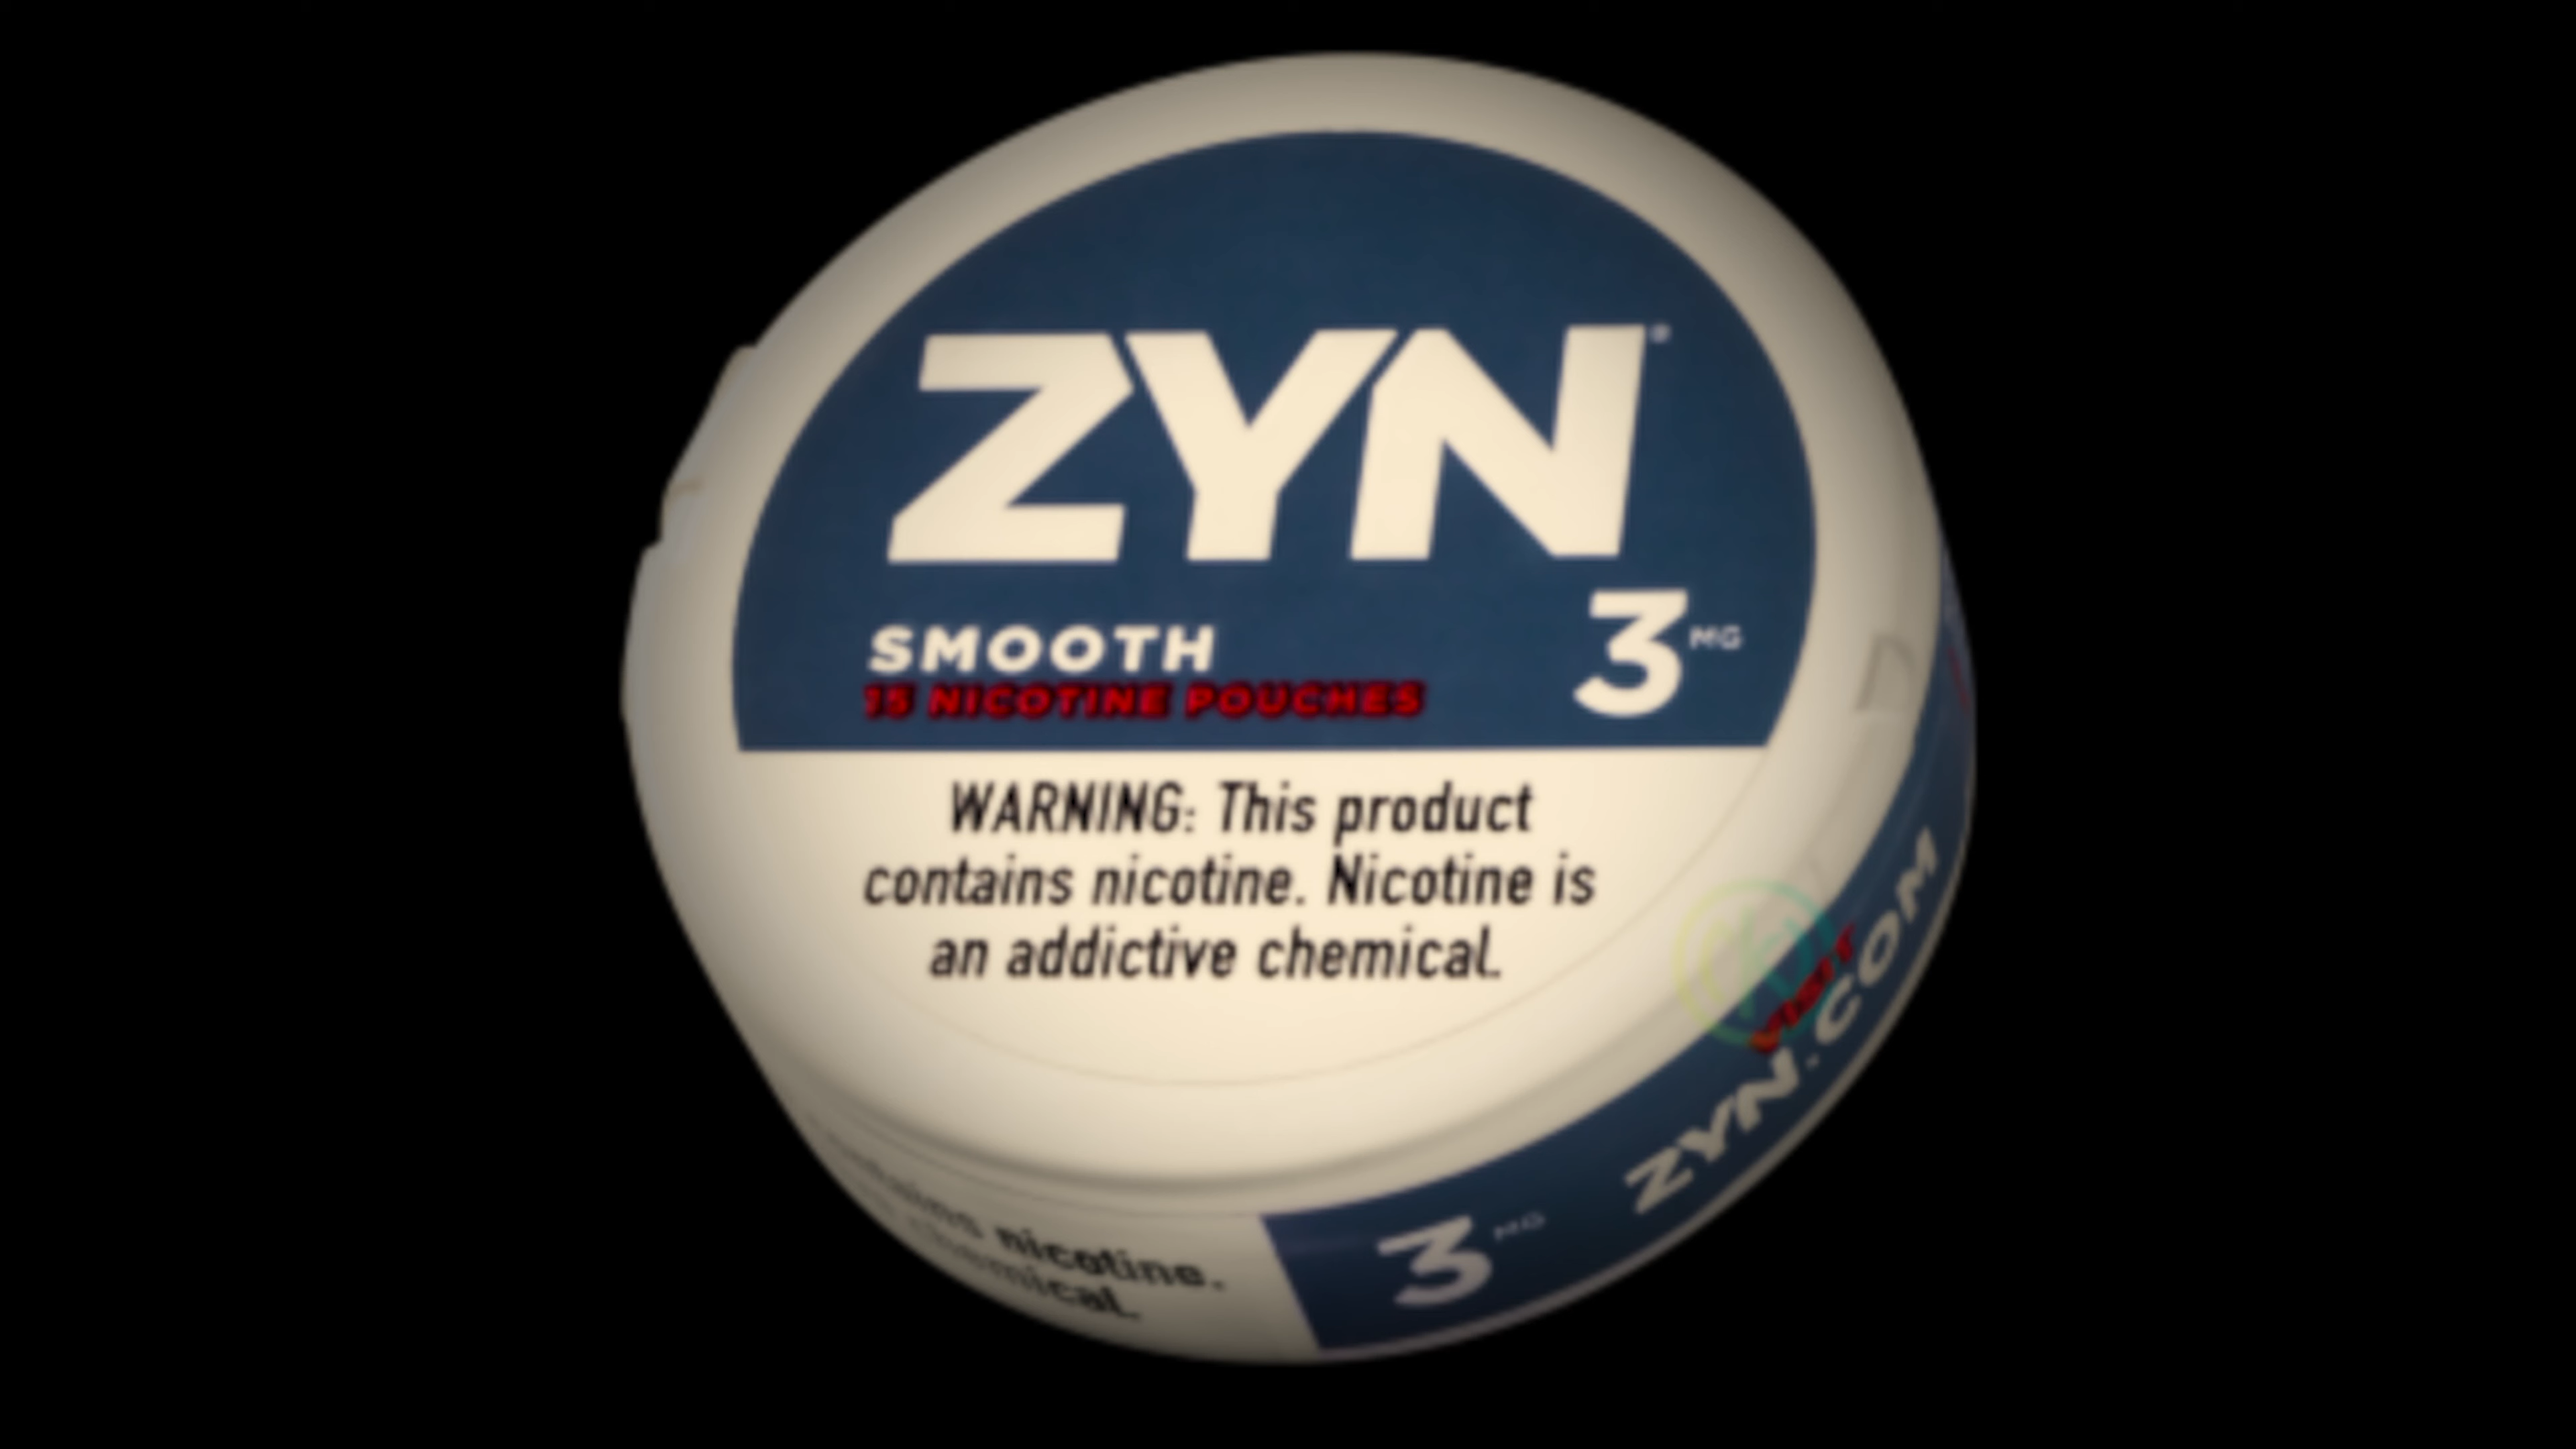 ZYN®
SMOOTH
15 NICOTINE POUCHES
3 MG
WARNING: This product
contains nicotine. Nicotine is
an addictive chemical.
nicotine.
3 MG
VISIT
ZYN.COM